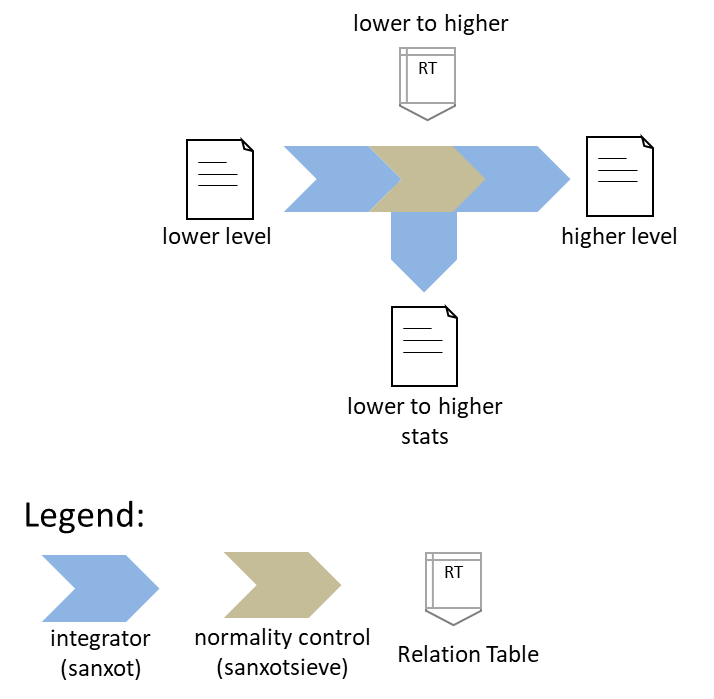 lower to higher
RT
lower level
higher level
lower to higher
stats
Legend:
integrator
(sanxot)
normality control
(sanxotsieve)
RT
Relation Table